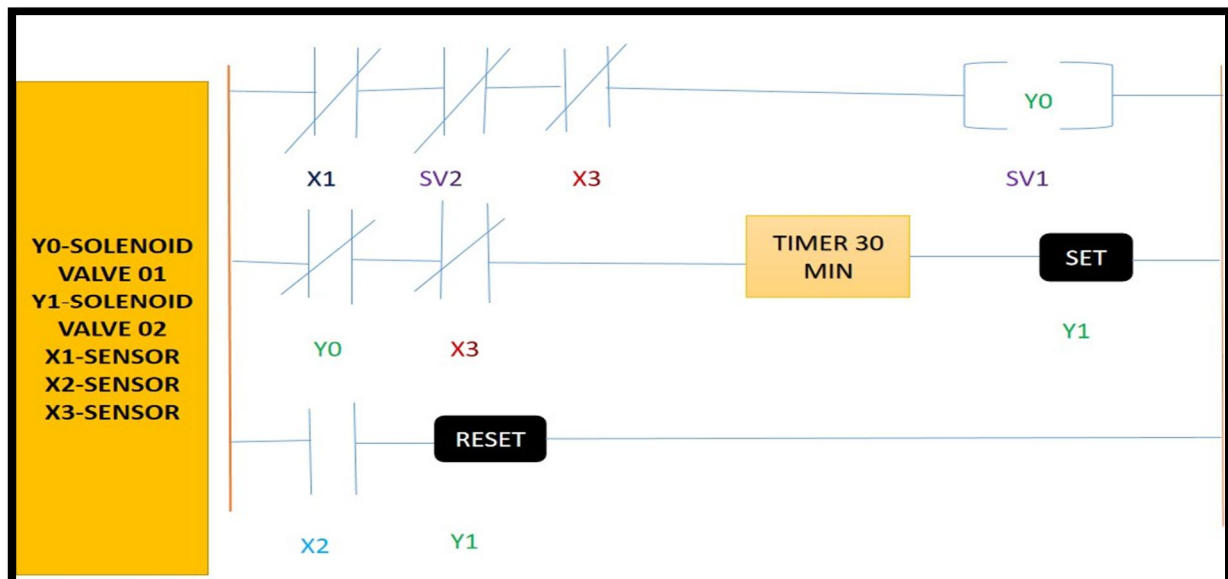 Y0-SOLENOID
VALVE 01
Y1-SOLENOID
VALVE 02
X1-SENSOR
X2-SENSOR
X3-SENSOR
Y0
X1
SV2
X3
SV1
TIMER 30
MIN
SET
Y0
X3
Y1
RESET
X2
Y1